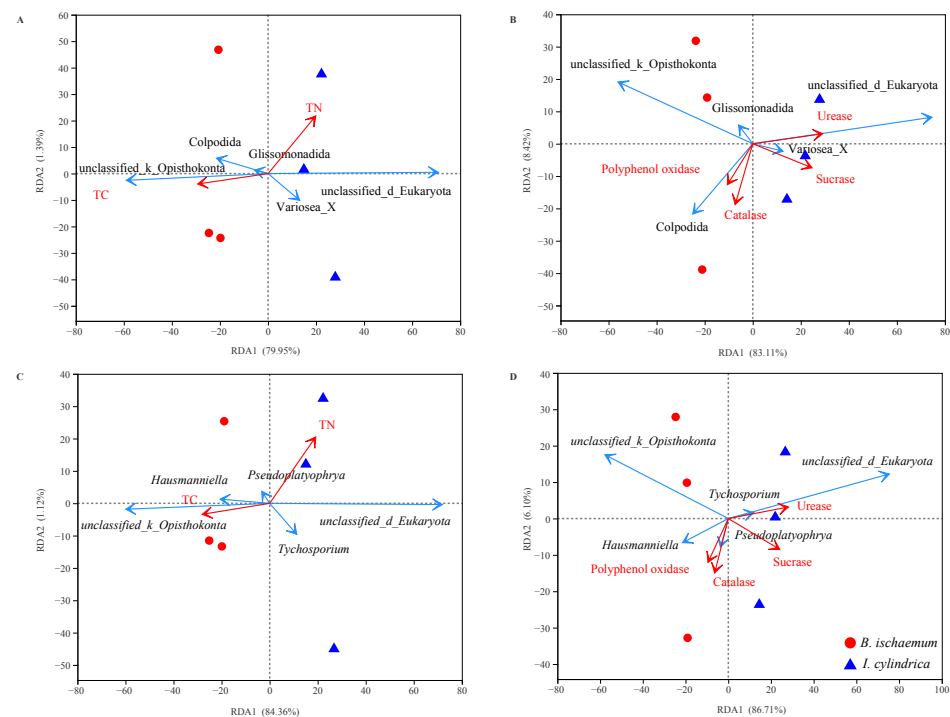 A
60
50
40
30
20
10
0
−10
−20
−30
−40
−50
RDA2 (1.39%)
TN
Colpodida
Glissomonadida
unclassified_k_Opisthokonta
TC
unclassified_d_Eukaryota
Variosea_X
−80 −60 −40 −20 0 20 40 60 80
RDA1 (79.95%)
B
40
30
20
10
0
−10
−20
−30
−40
−50
RDA2 (8.42%)
unclassified_k_Opisthokonta
unclassified_d_Eukaryota
Glissomonadida
Urease
Variosea_X
Polyphenol oxidase
Sucrase
Catalase
Colpodida
−80 −60 −40 −20 0 20 40 60 80
RDA1 (83.11%)
C
40
30
20
10
0
−10
−20
−30
−40
−50
RDA2 (1.12%)
TN
Hausmanniella
Pseudoplatyophrya
TC
unclassified_k_Opisthokonta
unclassified_d_Eukaryota
Tychosporium
−80 −60 −40 −20 0 20 40 60 80
RDA1 (84.36%)
D
40
30
20
10
0
−10
−20
−30
−40
RDA2 (6.10%)
unclassified_k_Opisthokonta
unclassified_d_Eukaryota
Tychosporium
Urease
Hausmanniella
Pseudoplatyophrya
Polyphenol oxidase
Sucrase
Catalase
B. ischaemum
I. cylindrica
−80 −60 −40 −20 0 20 40 60 80 100
RDA1 (86.71%)